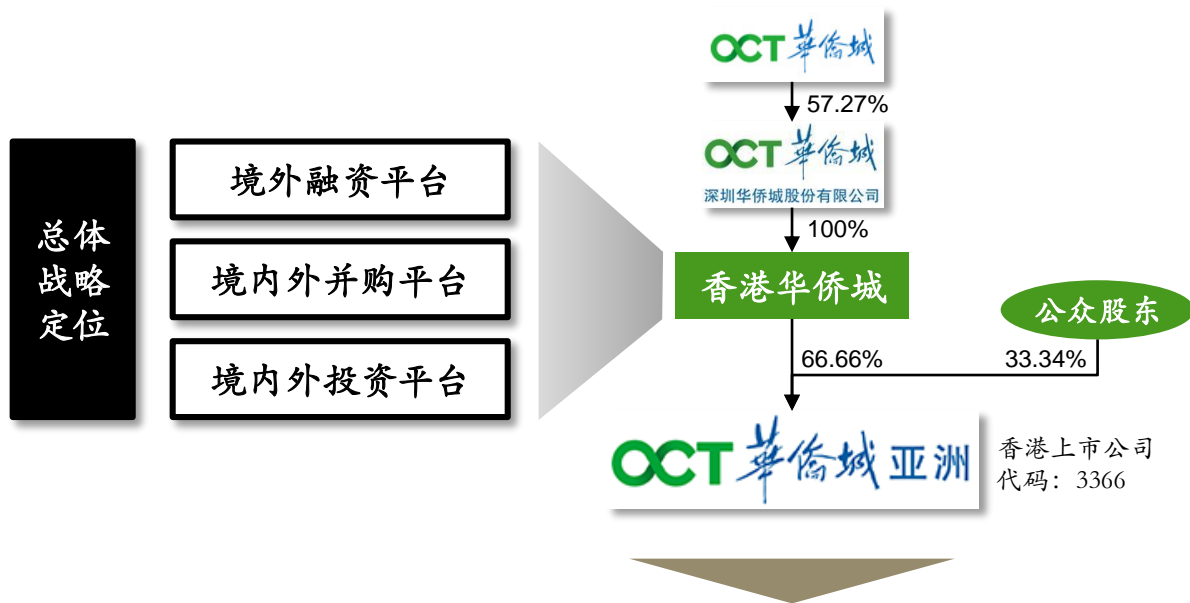 OCT 華僑城
57.27%
OCT 華僑城
深圳华侨城股份有限公司
100%
总体
战略
定位
境外融资平台
境内外并购平台
境内外投资平台
香港华侨城
公众股东
66.66%
33.34%
OCT 華僑城 亚洲
香港上市公司
代码：3366